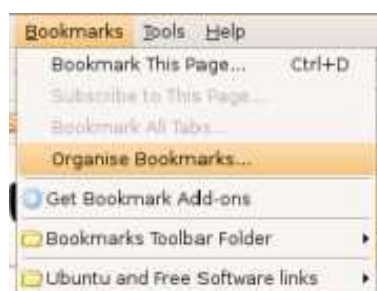 Bookmarks Tools Help
Bookmark This Page... Ctrl+D
Subscribe to This Page...
Bookmark All Tabs...
Organise Bookmarks...
Get Bookmark Add-ons
Bookmarks Toolbar Folder
Ubuntu and Free Software links